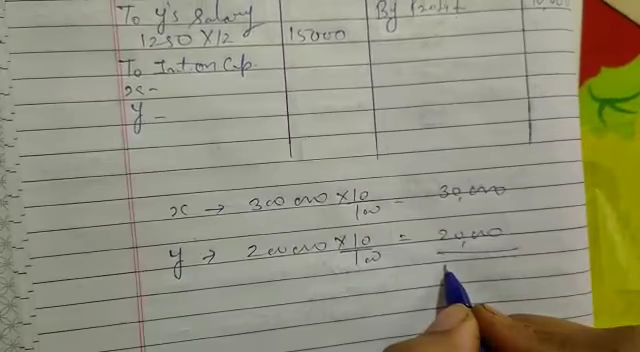 To Y's Salary By Profit
1250 X 12 15000
To Int on Cap.
x -
y -
x → 300000 × 10/100 = 30,000
y → 200000 × 10/100 = 20,000